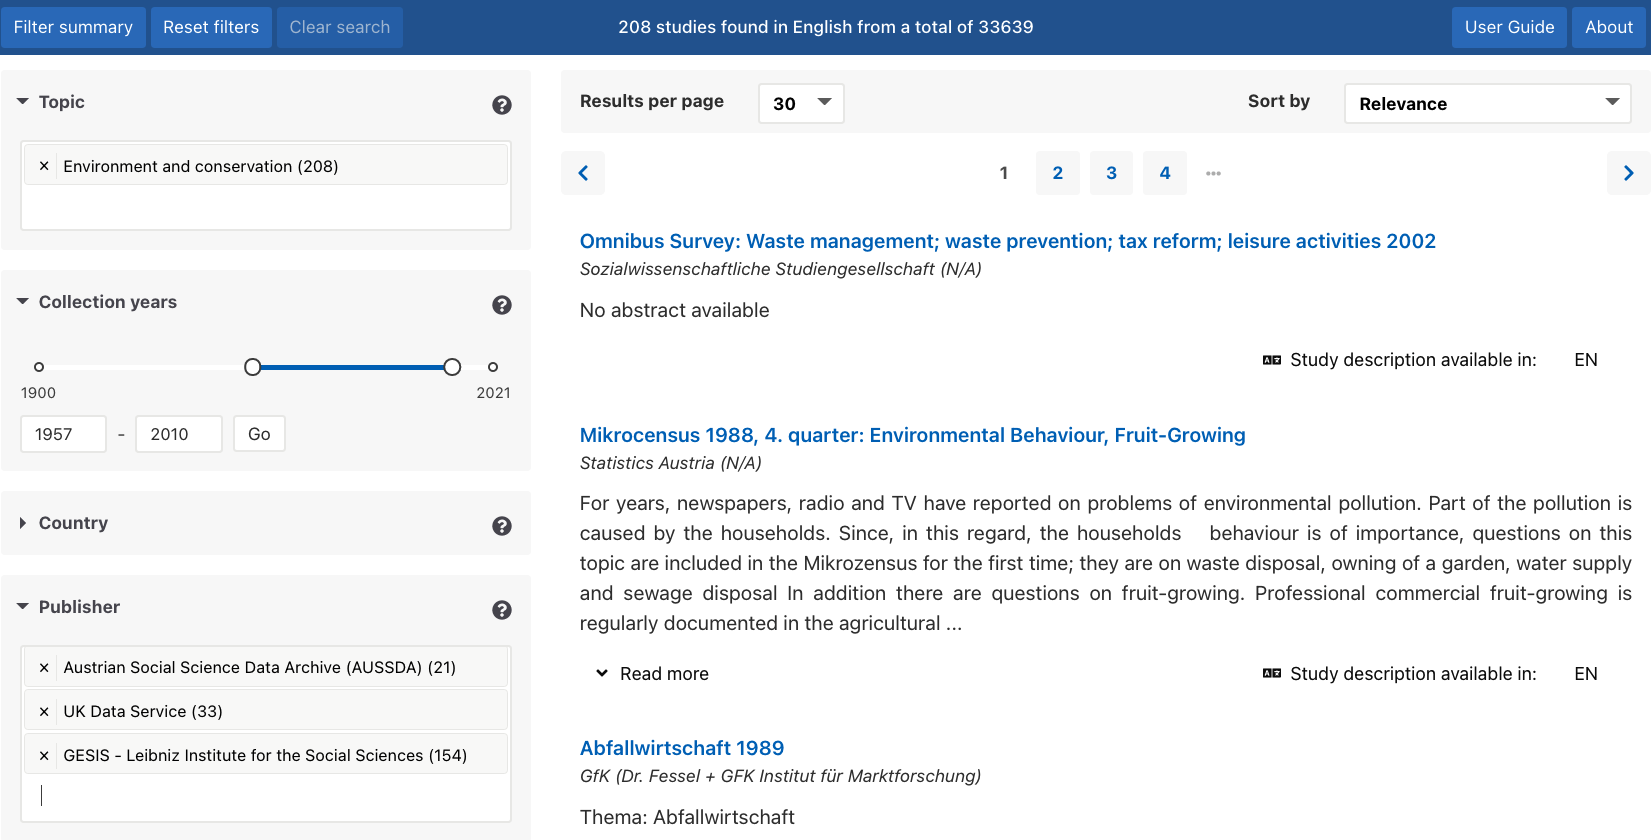 Filter summary Reset filters Clear search 208 studies found in English from a total of 33639 User Guide About
Topic ?
× Environment and conservation (208)
Collection years ?
1900 2021
1957 - 2010 Go
Country ?
Publisher ?
× Austrian Social Science Data Archive (AUSSDA) (21)
× UK Data Service (33)
× GESIS - Leibniz Institute for the Social Sciences (154)
Results per page 30 Sort by Relevance
1 2 3 4 ···
Omnibus Survey: Waste management; waste prevention; tax reform; leisure activities 2002
Sozialwissenschaftliche Studiengesellschaft (N/A)
No abstract available
Study description available in: EN
Mikrocensus 1988, 4. quarter: Environmental Behaviour, Fruit-Growing
Statistics Austria (N/A)
For years, newspapers, radio and TV have reported on problems of environmental pollution. Part of the pollution is
caused by the households. Since, in this regard, the households behaviour is of importance, questions on this
topic are included in the Mikrozensus for the first time; they are on waste disposal, owning of a garden, water supply
and sewage disposal In addition there are questions on fruit-growing. Professional commercial fruit-growing is
regularly documented in the agricultural ...
Read more Study description available in: EN
Abfallwirtschaft 1989
GfK (Dr. Fessel + GFK Institut für Marktforschung)
Thema: Abfallwirtschaft